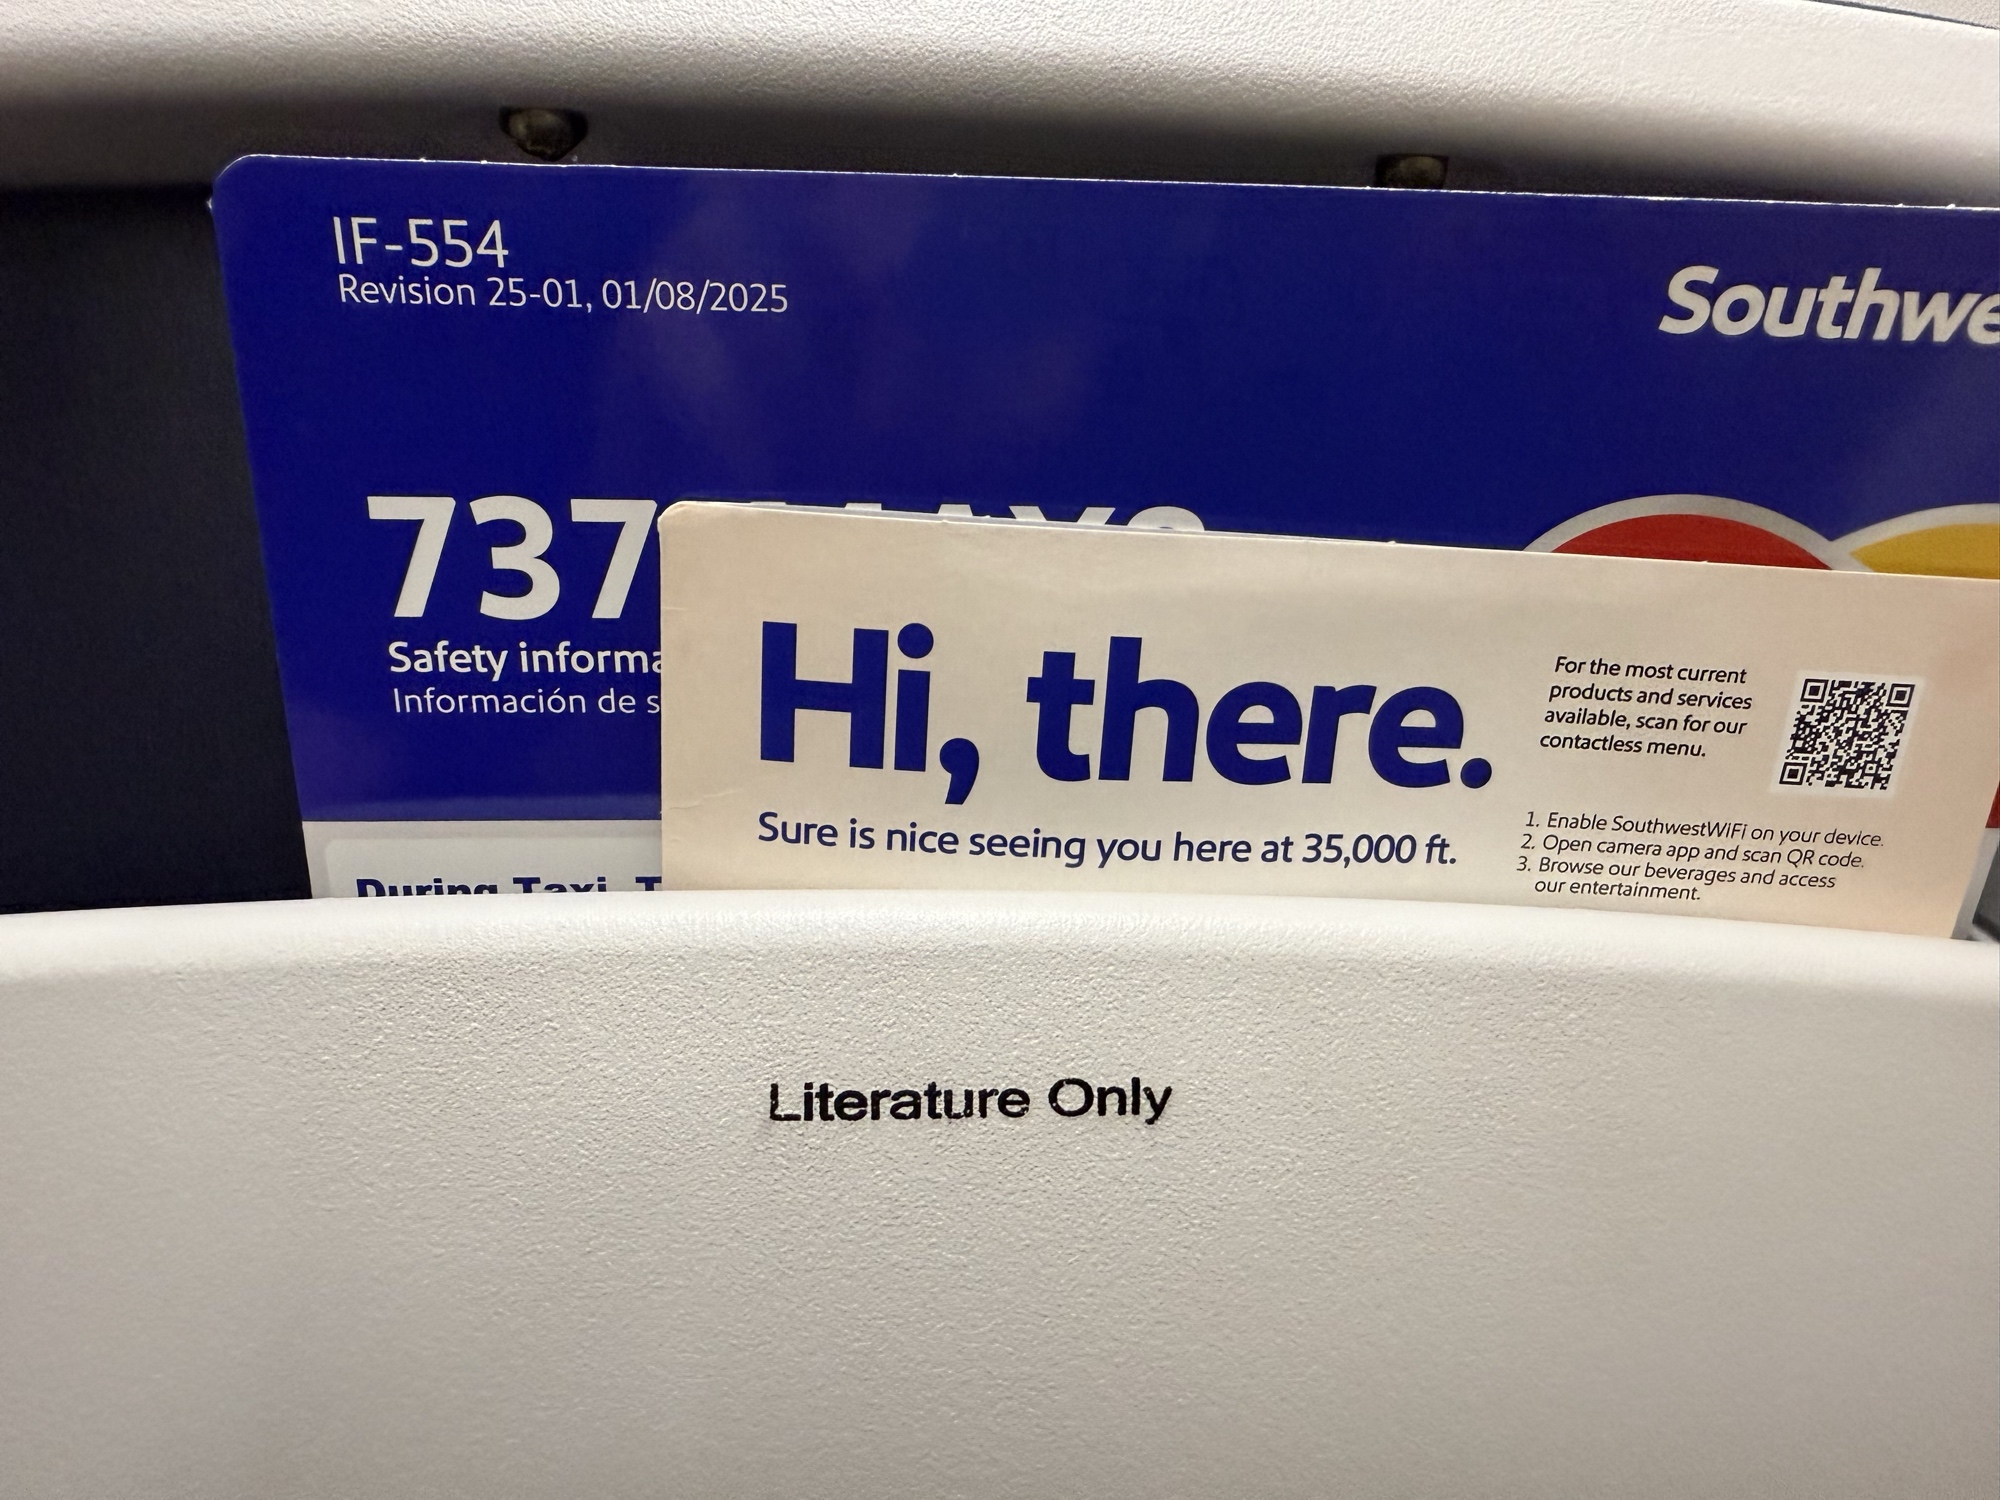 IF-554
Revision 25-01, 01/08/2025
Southwe
737
Safety informa
Información de s
During Taxi, T
Hi, there.
Sure is nice seeing you here at 35,000 ft.
For the most current
products and services
available, scan for our
contactless menu.
1. Enable SouthwestWiFi on your device.
2. Open camera app and scan QR code.
3. Browse our beverages and access
our entertainment.
Literature Only